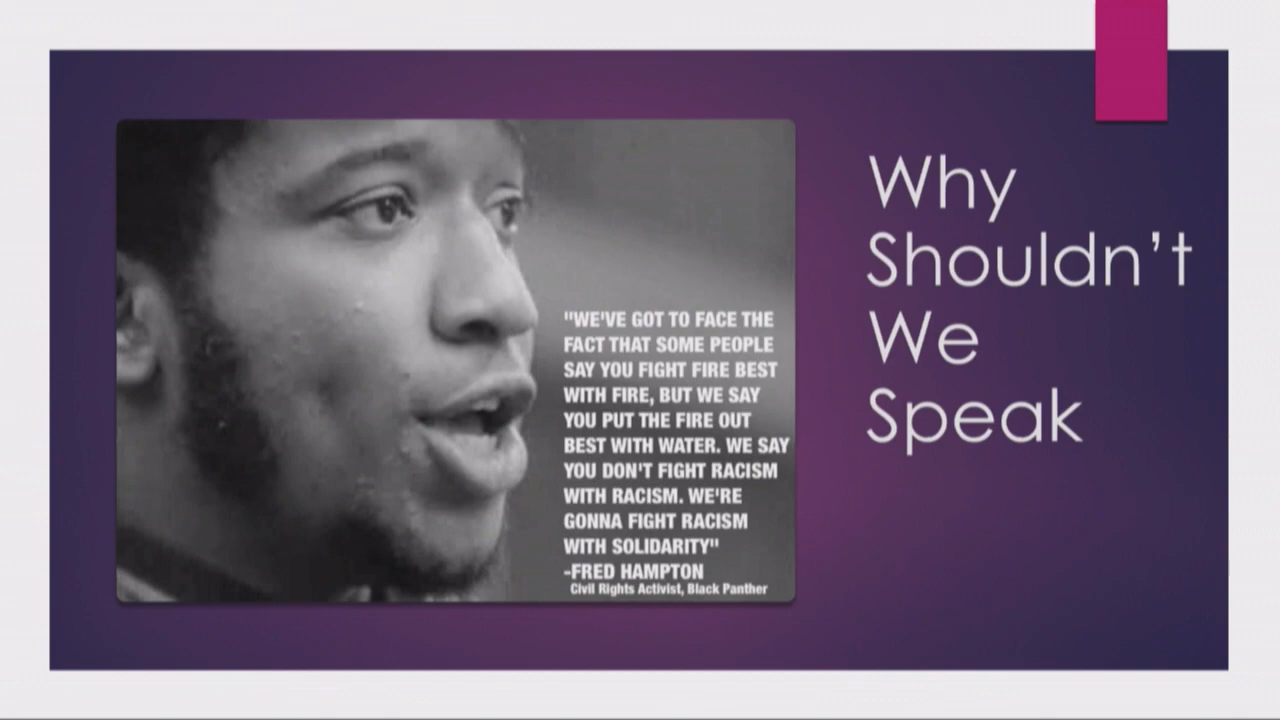 "WE'VE GOT TO FACE THE
FACT THAT SOME PEOPLE
SAY YOU FIGHT FIRE BEST
WITH FIRE, BUT WE SAY
YOU PUT THE FIRE OUT
BEST WITH WATER. WE SAY
YOU DON'T FIGHT RACISM
WITH RACISM. WE'RE
GONNA FIGHT RACISM
WITH SOLIDARITY"
-FRED HAMPTON
Civil Rights Activist, Black Panther
Why
Shouldn’t
We
Speak